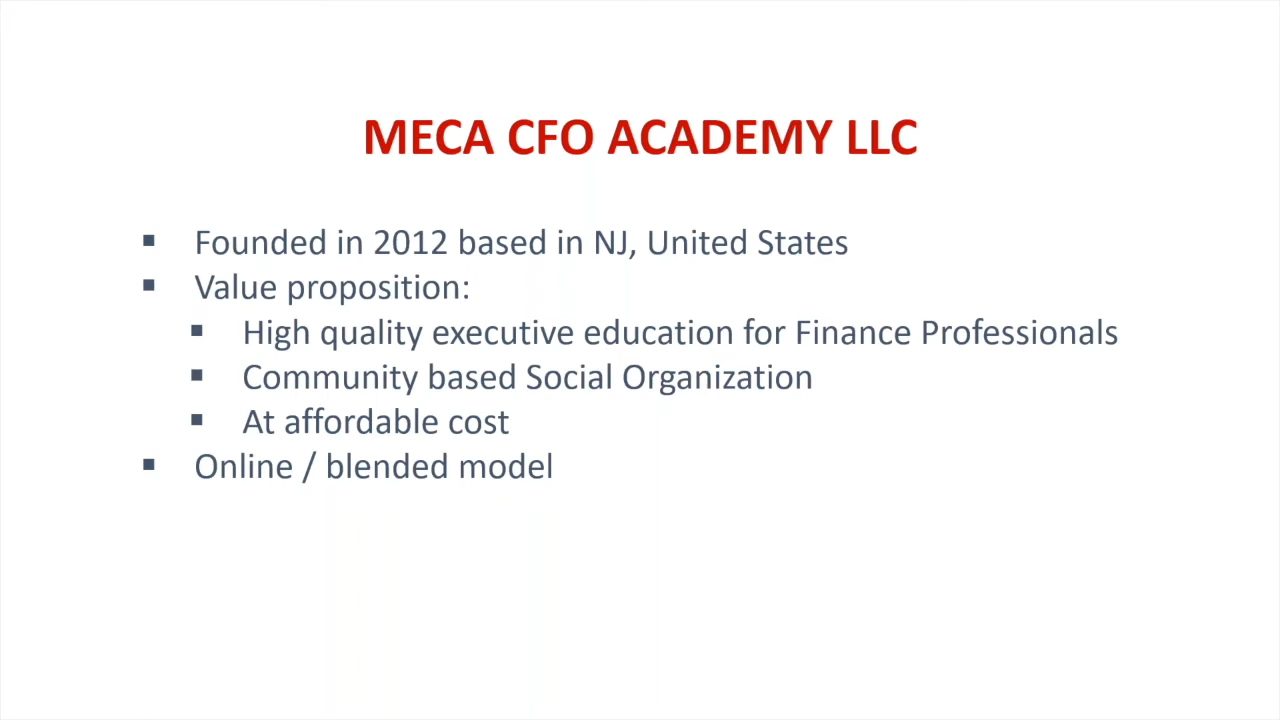 MECA CFO ACADEMY LLC
▪ Founded in 2012 based in NJ, United States
▪ Value proposition:
▪ High quality executive education for Finance Professionals
▪ Community based Social Organization
▪ At affordable cost
▪ Online / blended model